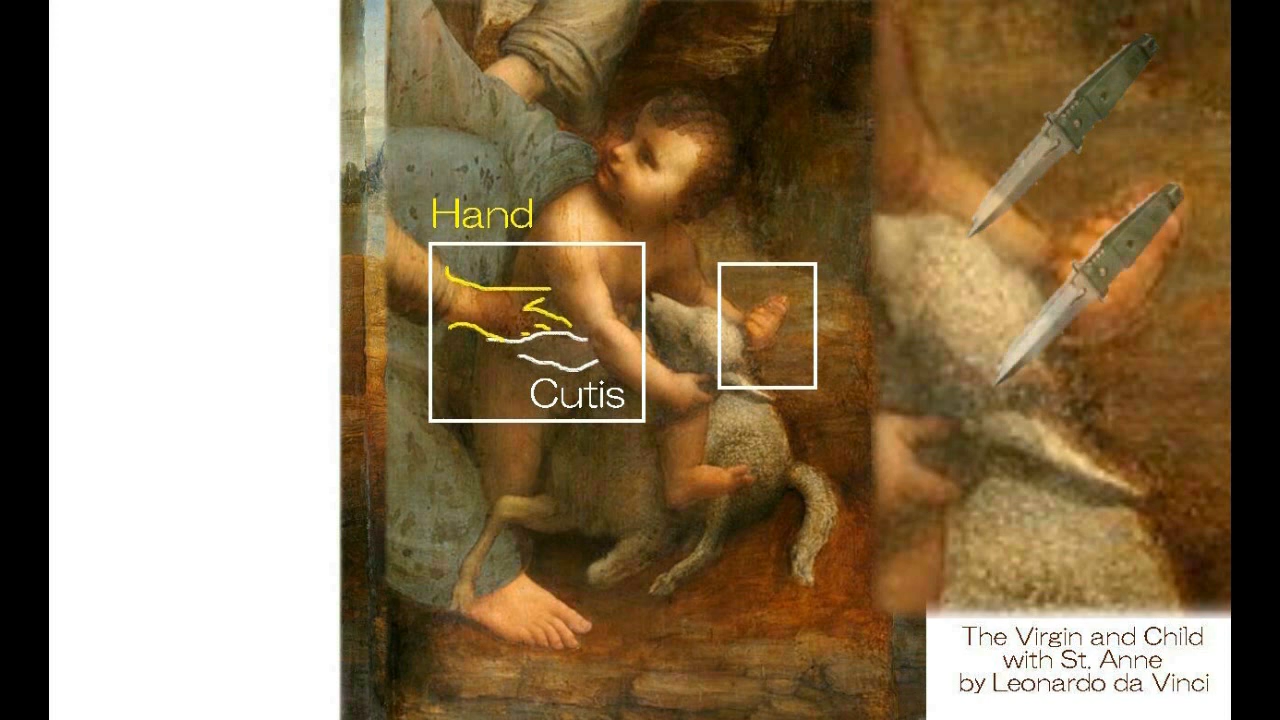 Hand
Cutis
The Virgin and Child
with St. Anne
by Leonardo da Vinci